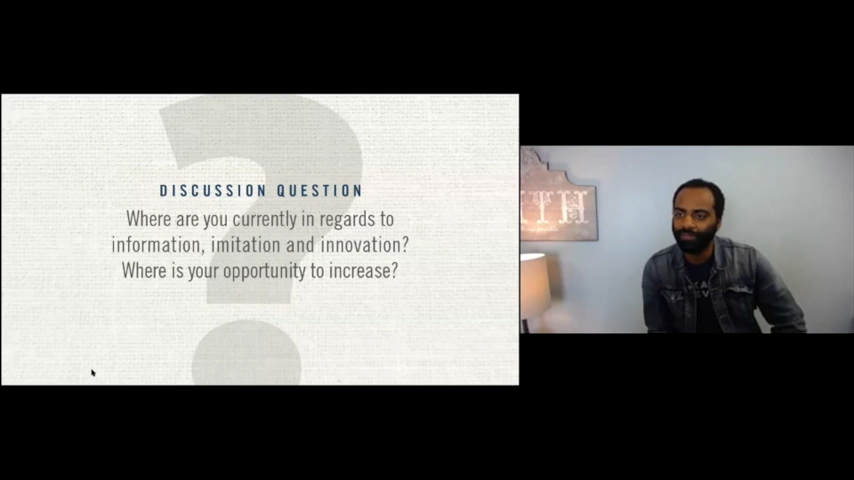 DISCUSSION QUESTION
Where are you currently in regards to
information, imitation and innovation?
Where is your opportunity to increase?
ITH